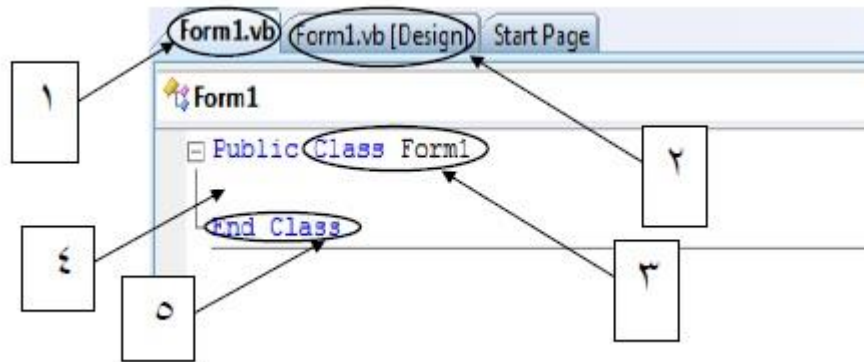 Form1.vb Form1.vb [Design] Start Page
١
Form1
٢
Public Class Form1
٤
End Class
٣
٥